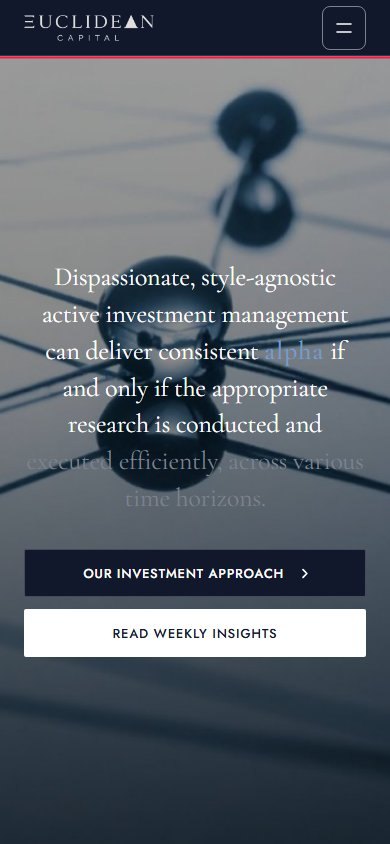 EUCLIDEAN
CAPITAL
Dispassionate, style-agnostic
active investment management
can deliver consistent alpha if
and only if the appropriate
research is conducted and
executed efficiently, across various
time horizons.
OUR INVESTMENT APPROACH
READ WEEKLY INSIGHTS